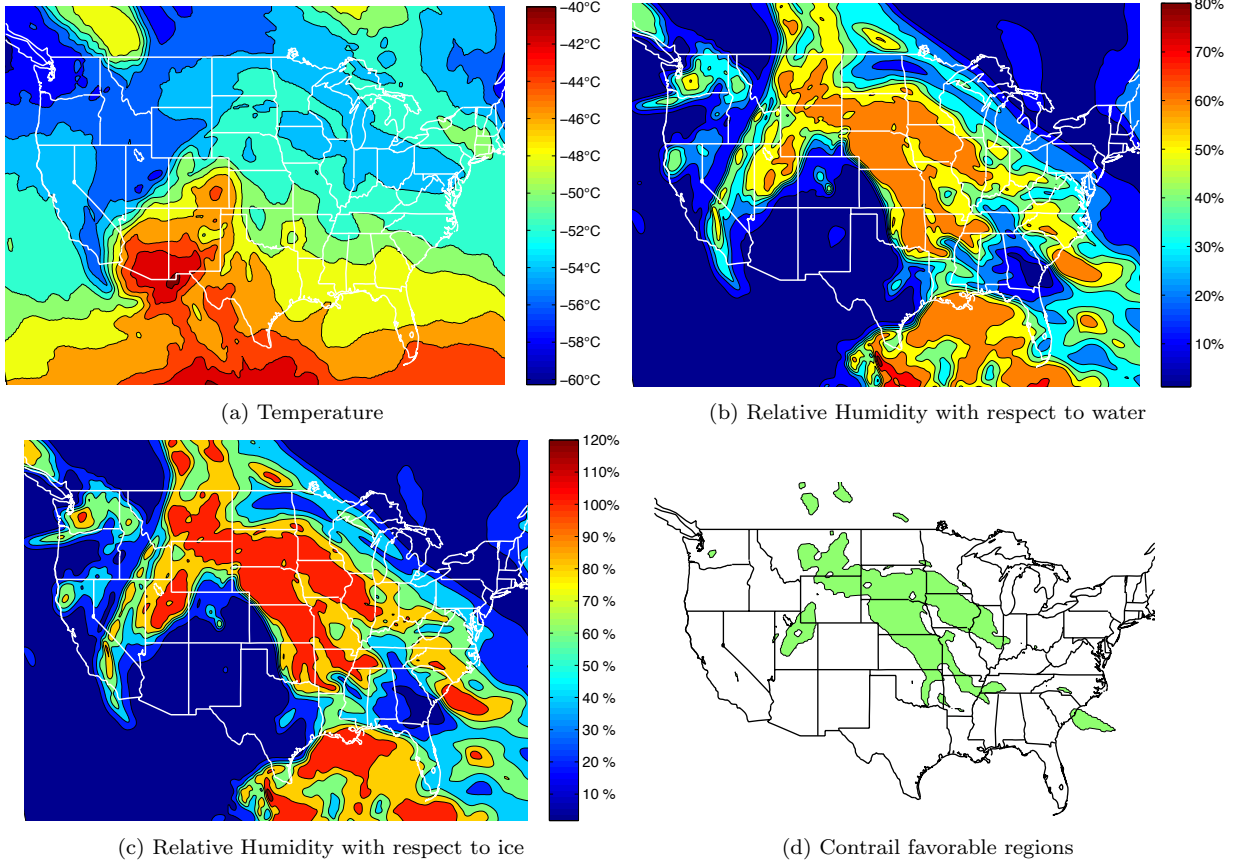 −40°C
−42°C
−44°C
−46°C
−48°C
−50°C
−52°C
−54°C
−56°C
−58°C
−60°C
(a) Temperature
80%
70%
60%
50%
40%
30%
20%
10%
(b) Relative Humidity with respect to water
120%
110%
100%
90 %
80 %
70 %
60 %
50 %
40 %
30 %
20 %
10 %
(c) Relative Humidity with respect to ice
(d) Contrail favorable regions